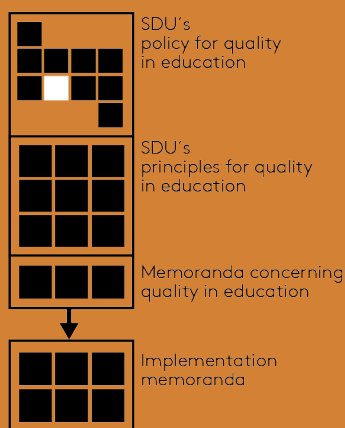 SDU's
policy for quality
in education
SDU's
principles for quality
in education
Memoranda concerning
quality in education
Implementation
memoranda